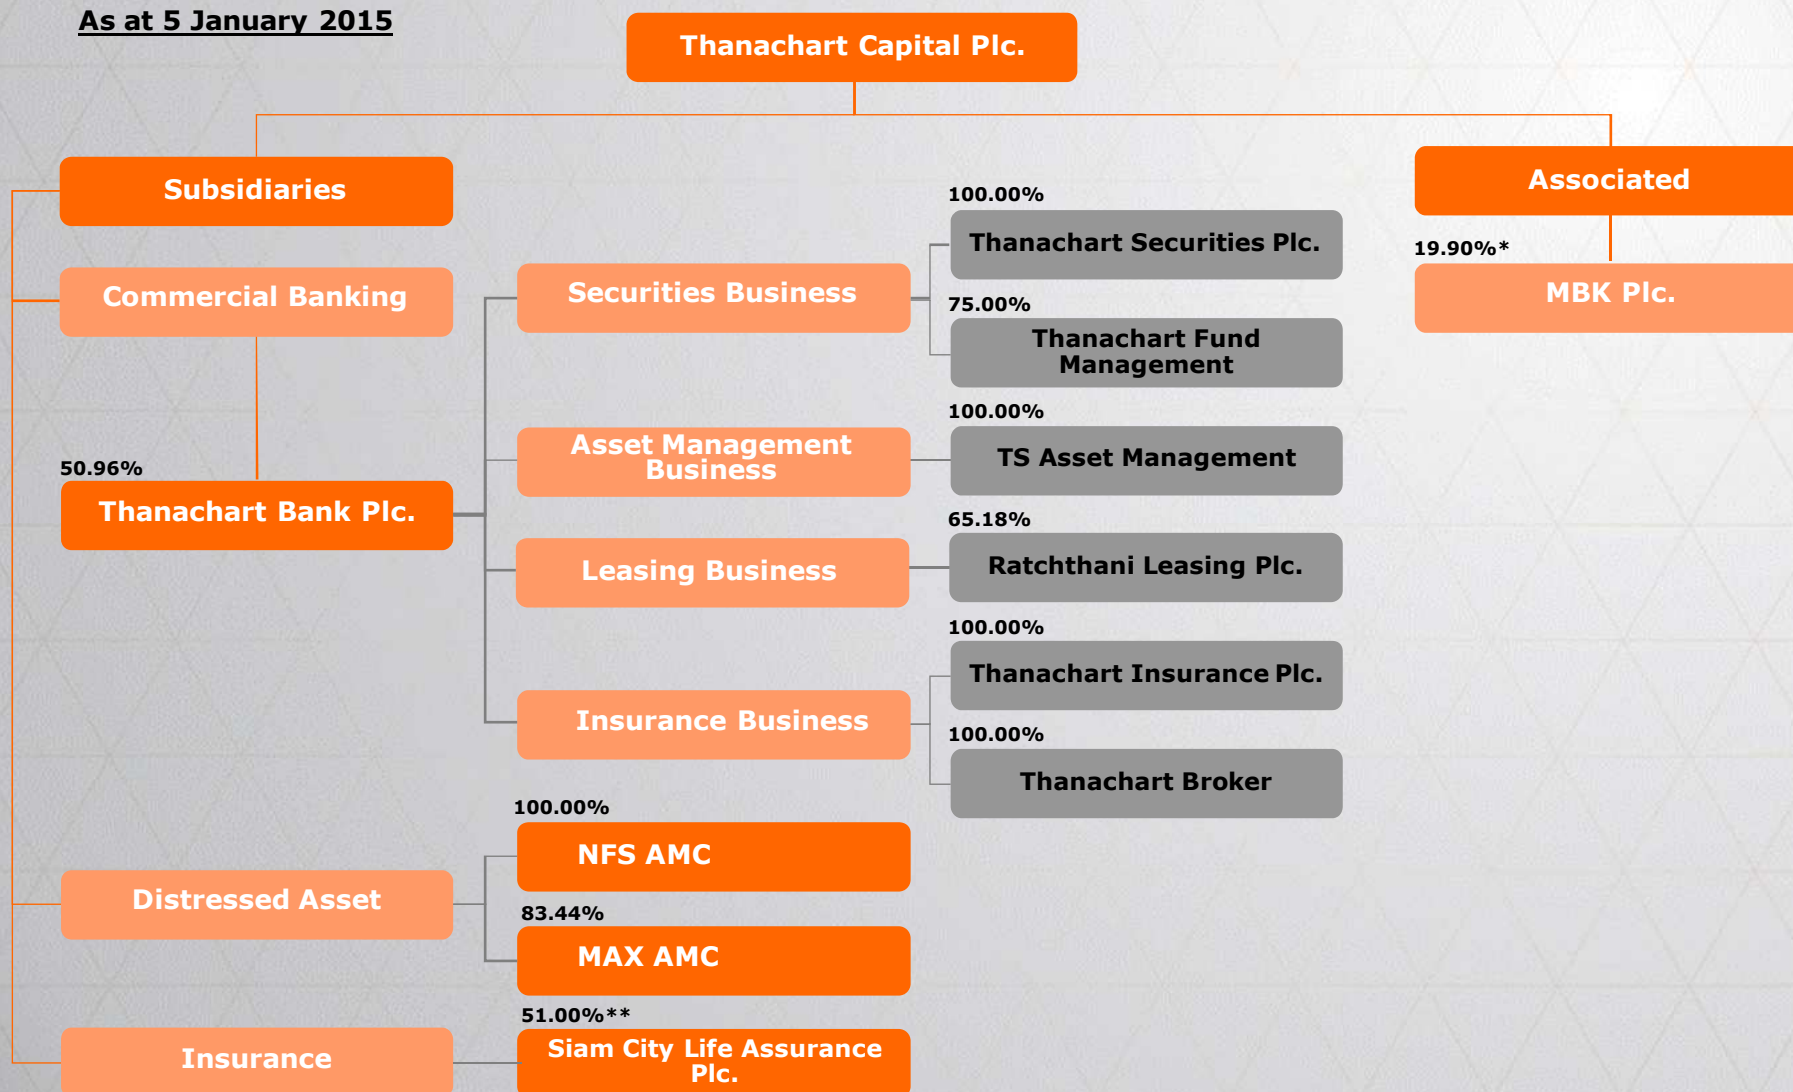 As at 5 January 2015
Thanachart Capital Plc.
Subsidiaries
Associated
100.00%
Thanachart Securities Plc.
19.90%*
MBK Plc.
Commercial Banking
Securities Business
75.00%
Thanachart Fund
Management
100.00%
Asset Management
Business
TS Asset Management
50.96%
Thanachart Bank Plc.
65.18%
Leasing Business
Ratchthani Leasing Plc.
100.00%
Thanachart Insurance Plc.
Insurance Business
100.00%
Thanachart Broker
100.00%
NFS AMC
Distressed Asset
83.44%
MAX AMC
51.00%**
Insurance
Siam City Life Assurance
Plc.